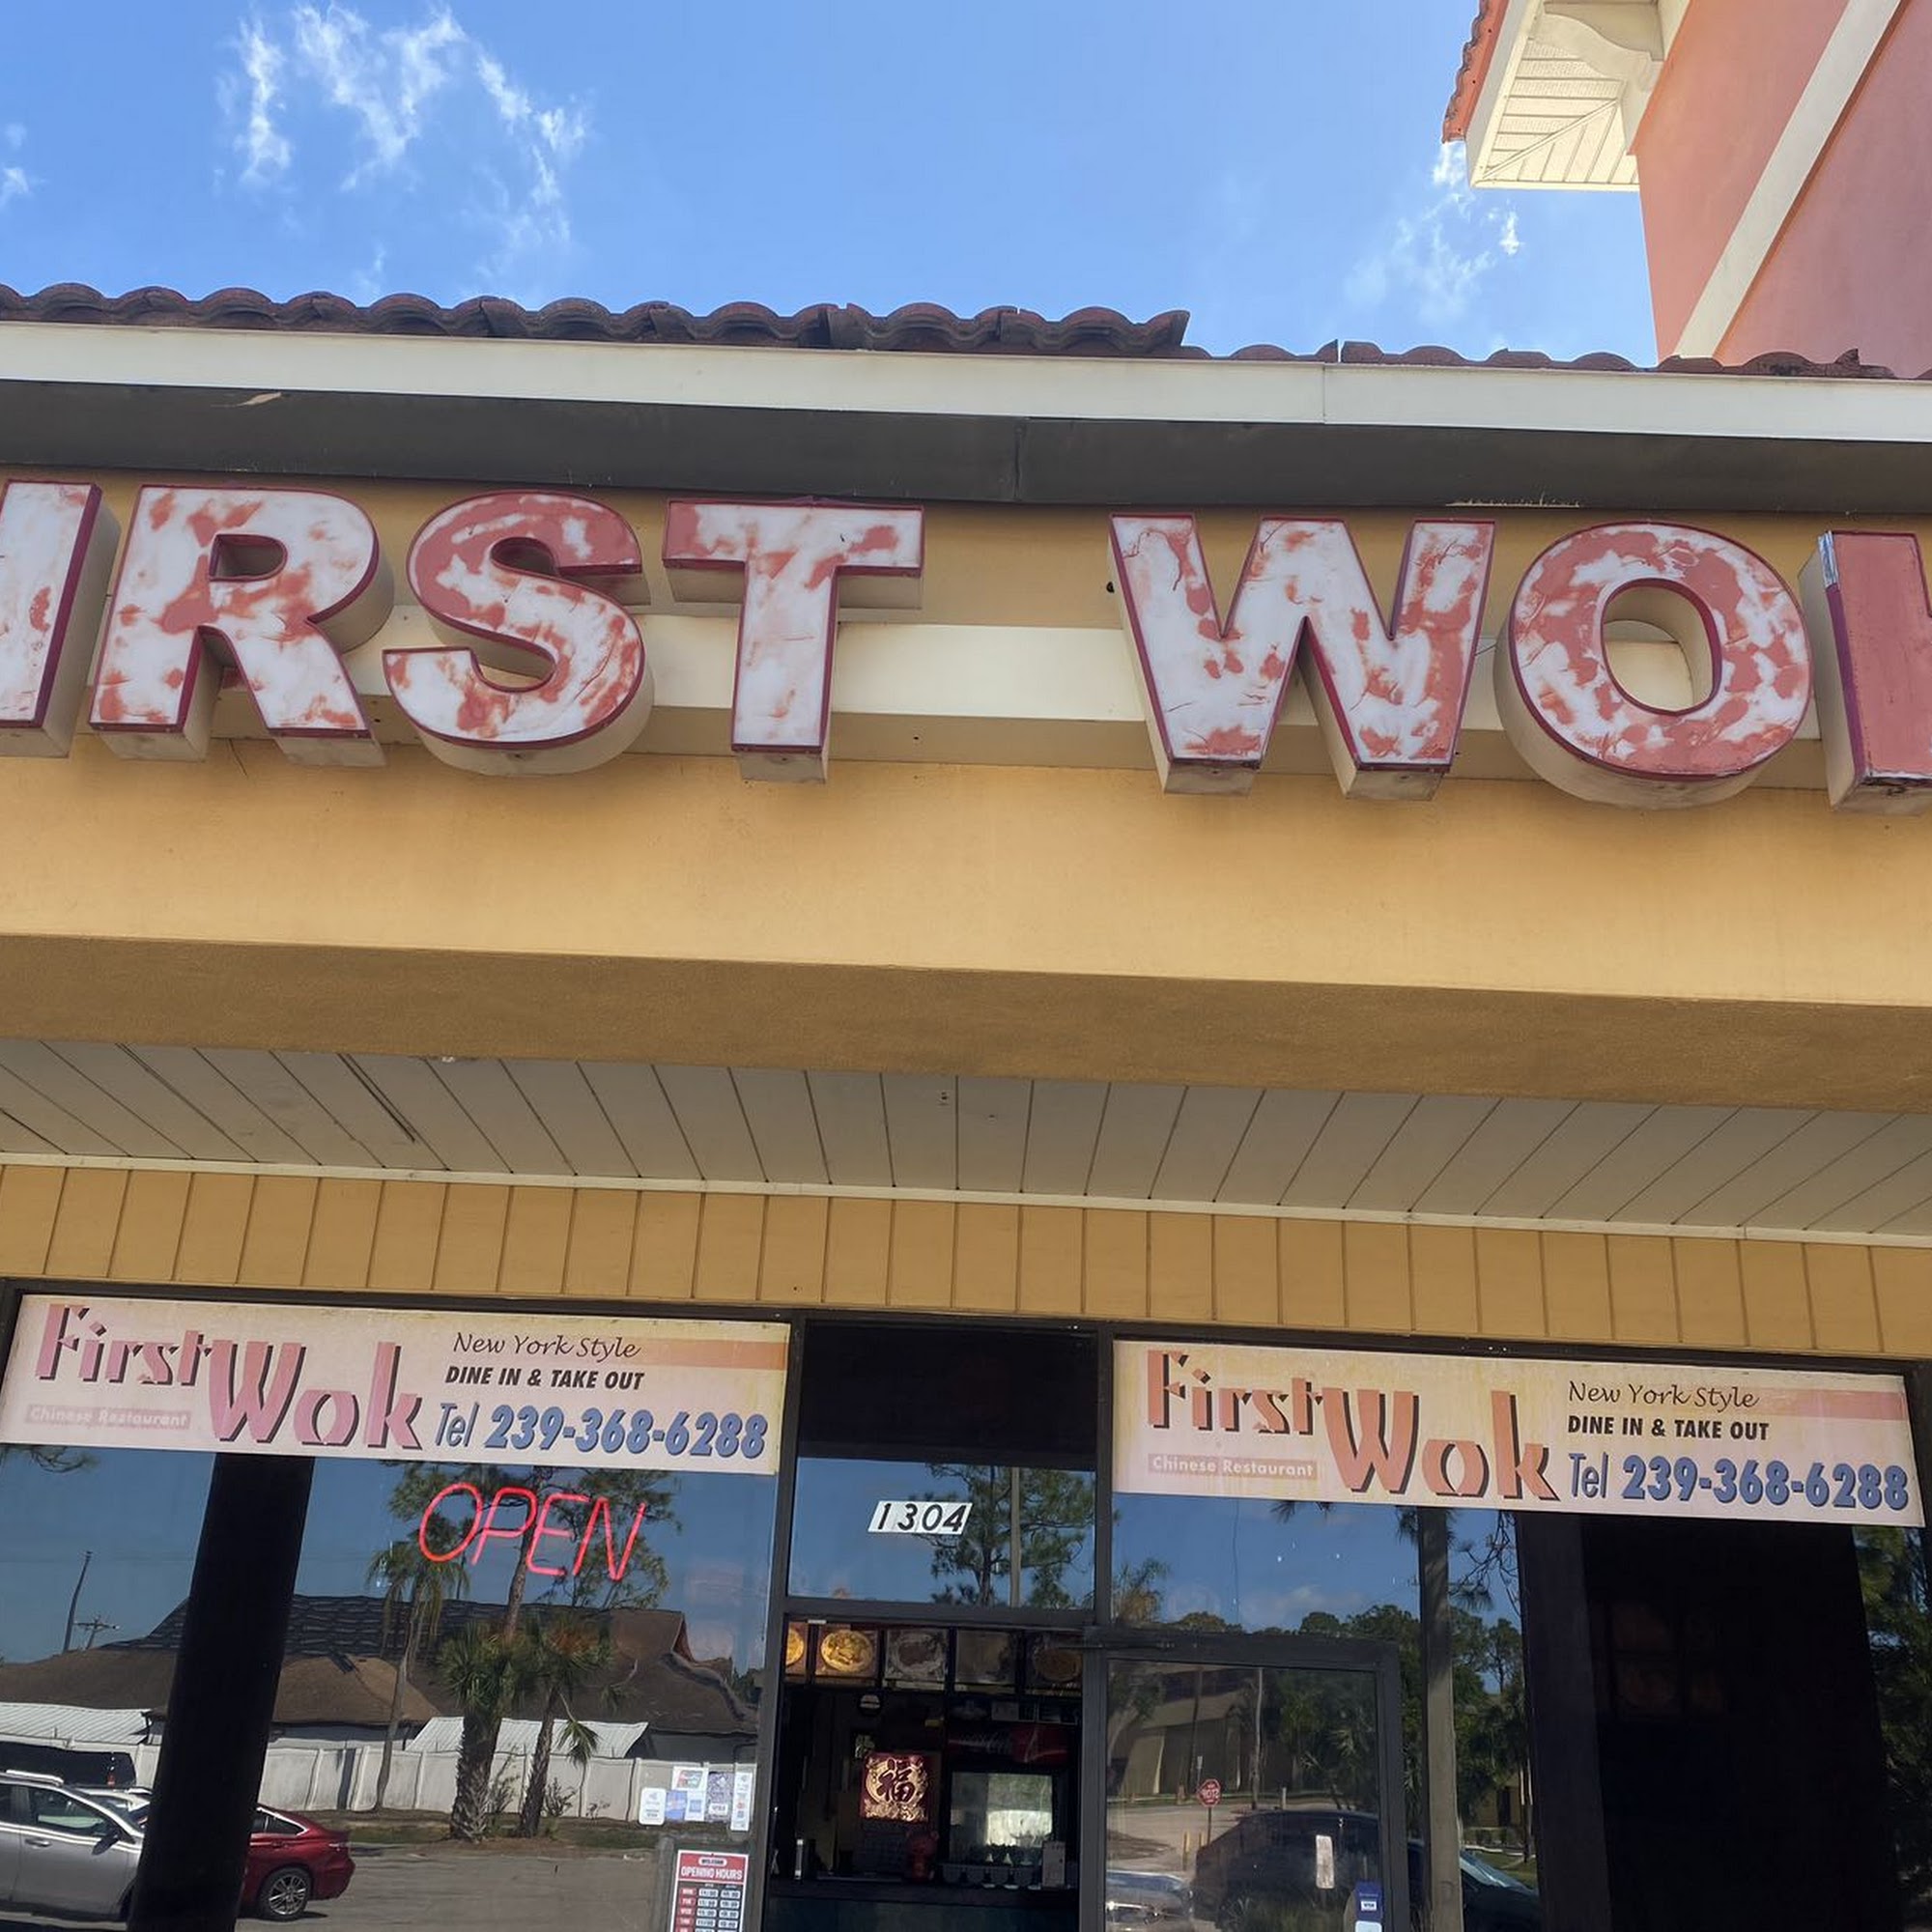 IRST WO
First Wok
New York Style
DINE IN & TAKE OUT
Chinese Restaurant
Tel 239-368-6288
First Wok
New York Style
DINE IN & TAKE OUT
Chinese Restaurant
Tel 239-368-6288
OPEN
1304
福
WELCOME
OPENING HOURS